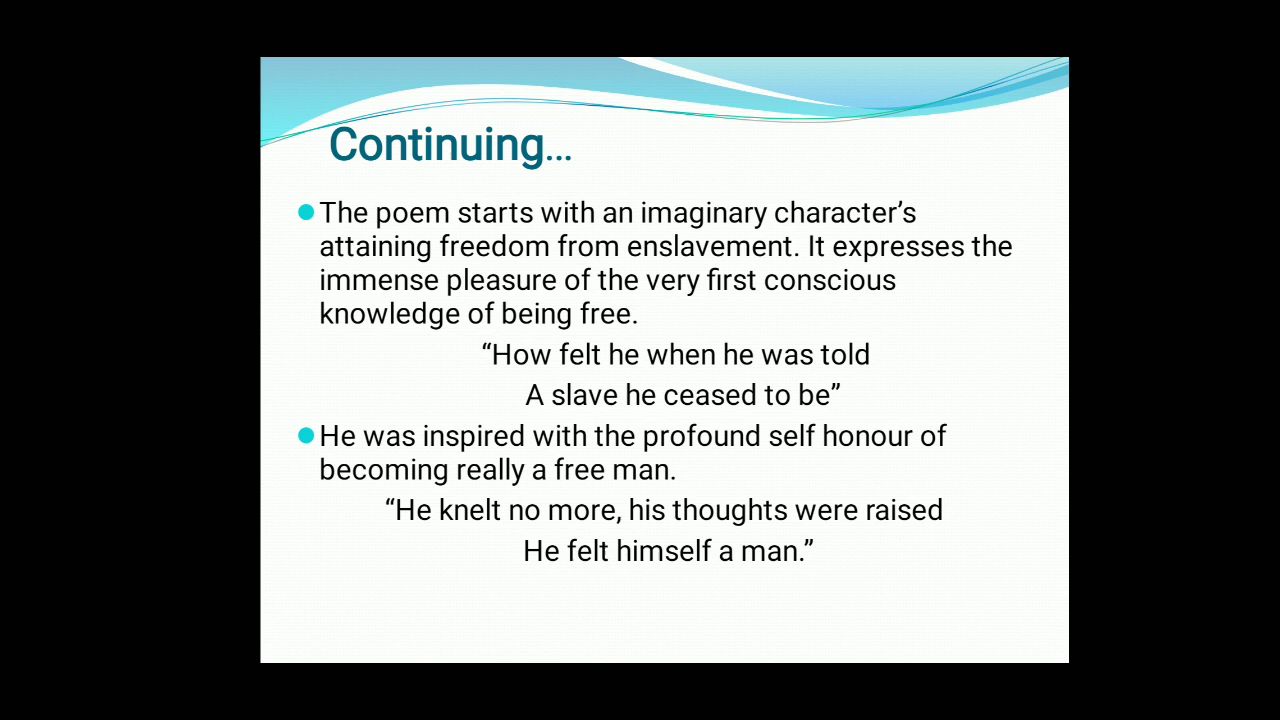 Continuing...
The poem starts with an imaginary character’s
attaining freedom from enslavement. It expresses the
immense pleasure of the very first conscious
knowledge of being free.
“How felt he when he was told
A slave he ceased to be”
He was inspired with the profound self honour of
becoming really a free man.
“He knelt no more, his thoughts were raised
He felt himself a man.”